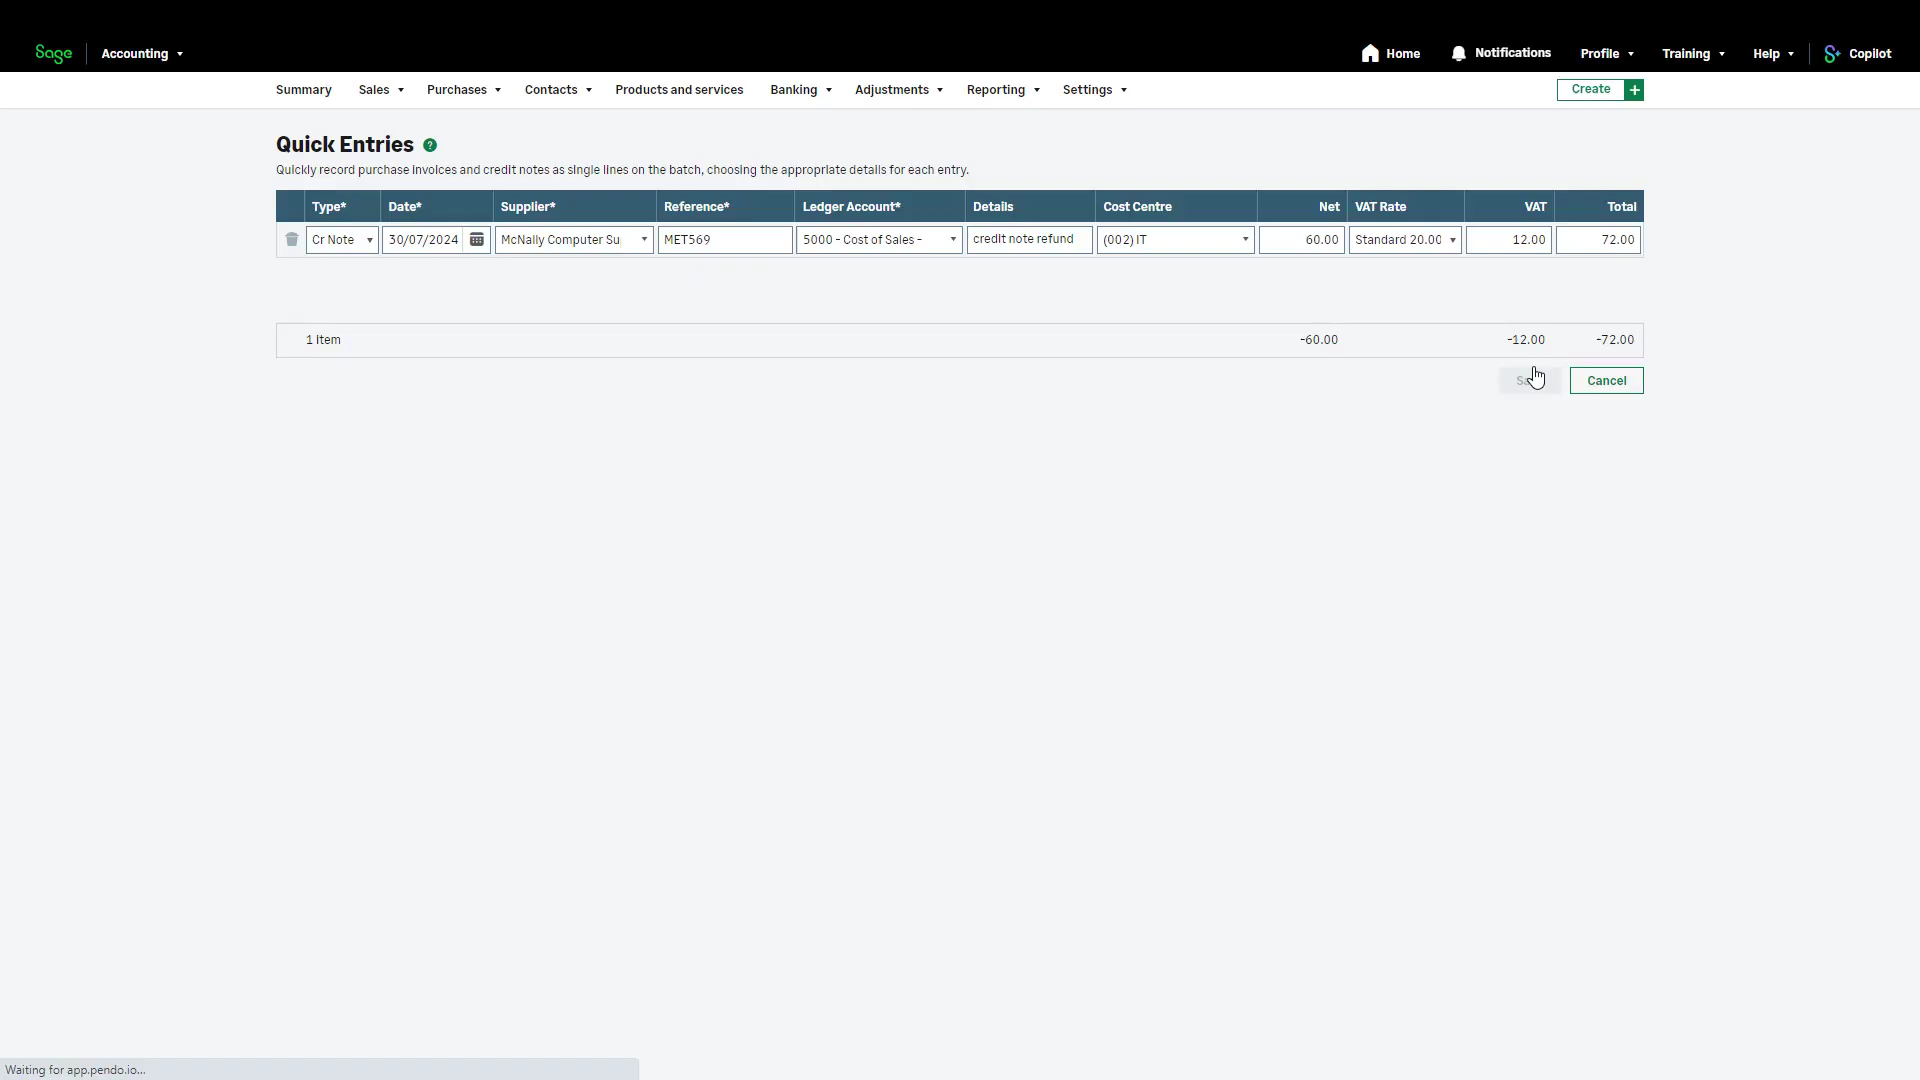 Sage Accounting Home Notifications Profile Training Help Copilot
Summary Sales Purchases Contacts Products and services Banking Adjustments Reporting Settings Create +
Quick Entries ?
Quickly record purchase invoices and credit notes as single lines on the batch, choosing the appropriate details for each entry.
Type* Date* Supplier* Reference* Ledger Account* Details Cost Centre Net VAT Rate VAT Total
Cr Note 30/07/2024 McNally Computer Su MET569 5000 - Cost of Sales - credit note refund (002) IT 60.00 Standard 20.00 12.00 72.00
1 Item -60.00 -12.00 -72.00
Cancel
Waiting for app.pendo.io...